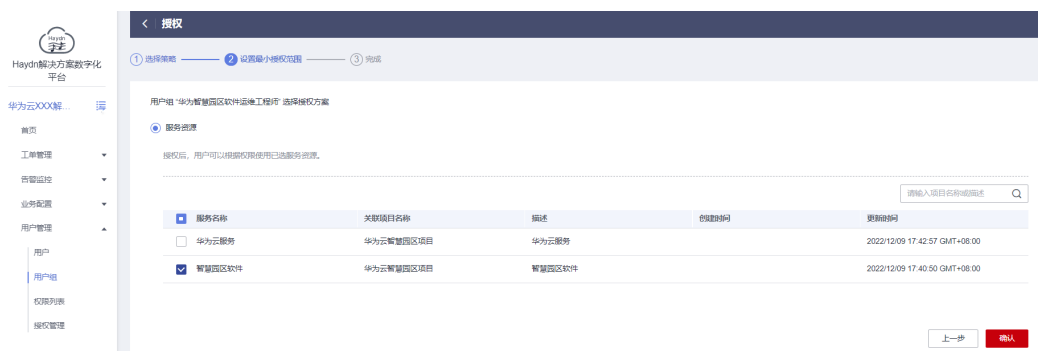 Haydn
字士
Haydn解决方案数字化
平台
华为云XXX解...
首页
工单管理
告警监控
业务配置
用户管理
用户
用户组
权限列表
授权管理
授权
1 选择策略
2 设置最小授权范围
3 完成
用户组 “华为智慧园区软件运维工程师” 选择授权方案
服务资源
授权后，用户可以根据权限使用已选服务资源。
请输入项目名称或描述
服务名称 关联项目名称 描述 创建时间 更新时间
华为云服务 华为云智慧园区项目 华为云服务 2022/12/09 17:42:57 GMT+08:00
智慧园区软件 华为云智慧园区项目 智慧园区软件 2022/12/09 17:40:50 GMT+08:00
上一步 确认